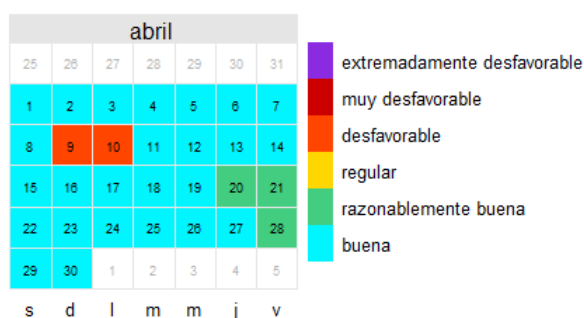 abril
25 26 27 28 29 30 31
1 2 3 4 5 6 7
8 9 10 11 12 13 14
15 16 17 18 19 20 21
22 23 24 25 26 27 28
29 30 1 2 3 4 5
s d l m m j v
extremadamente desfavorable
muy desfavorable
desfavorable
regular
razonablemente buena
buena